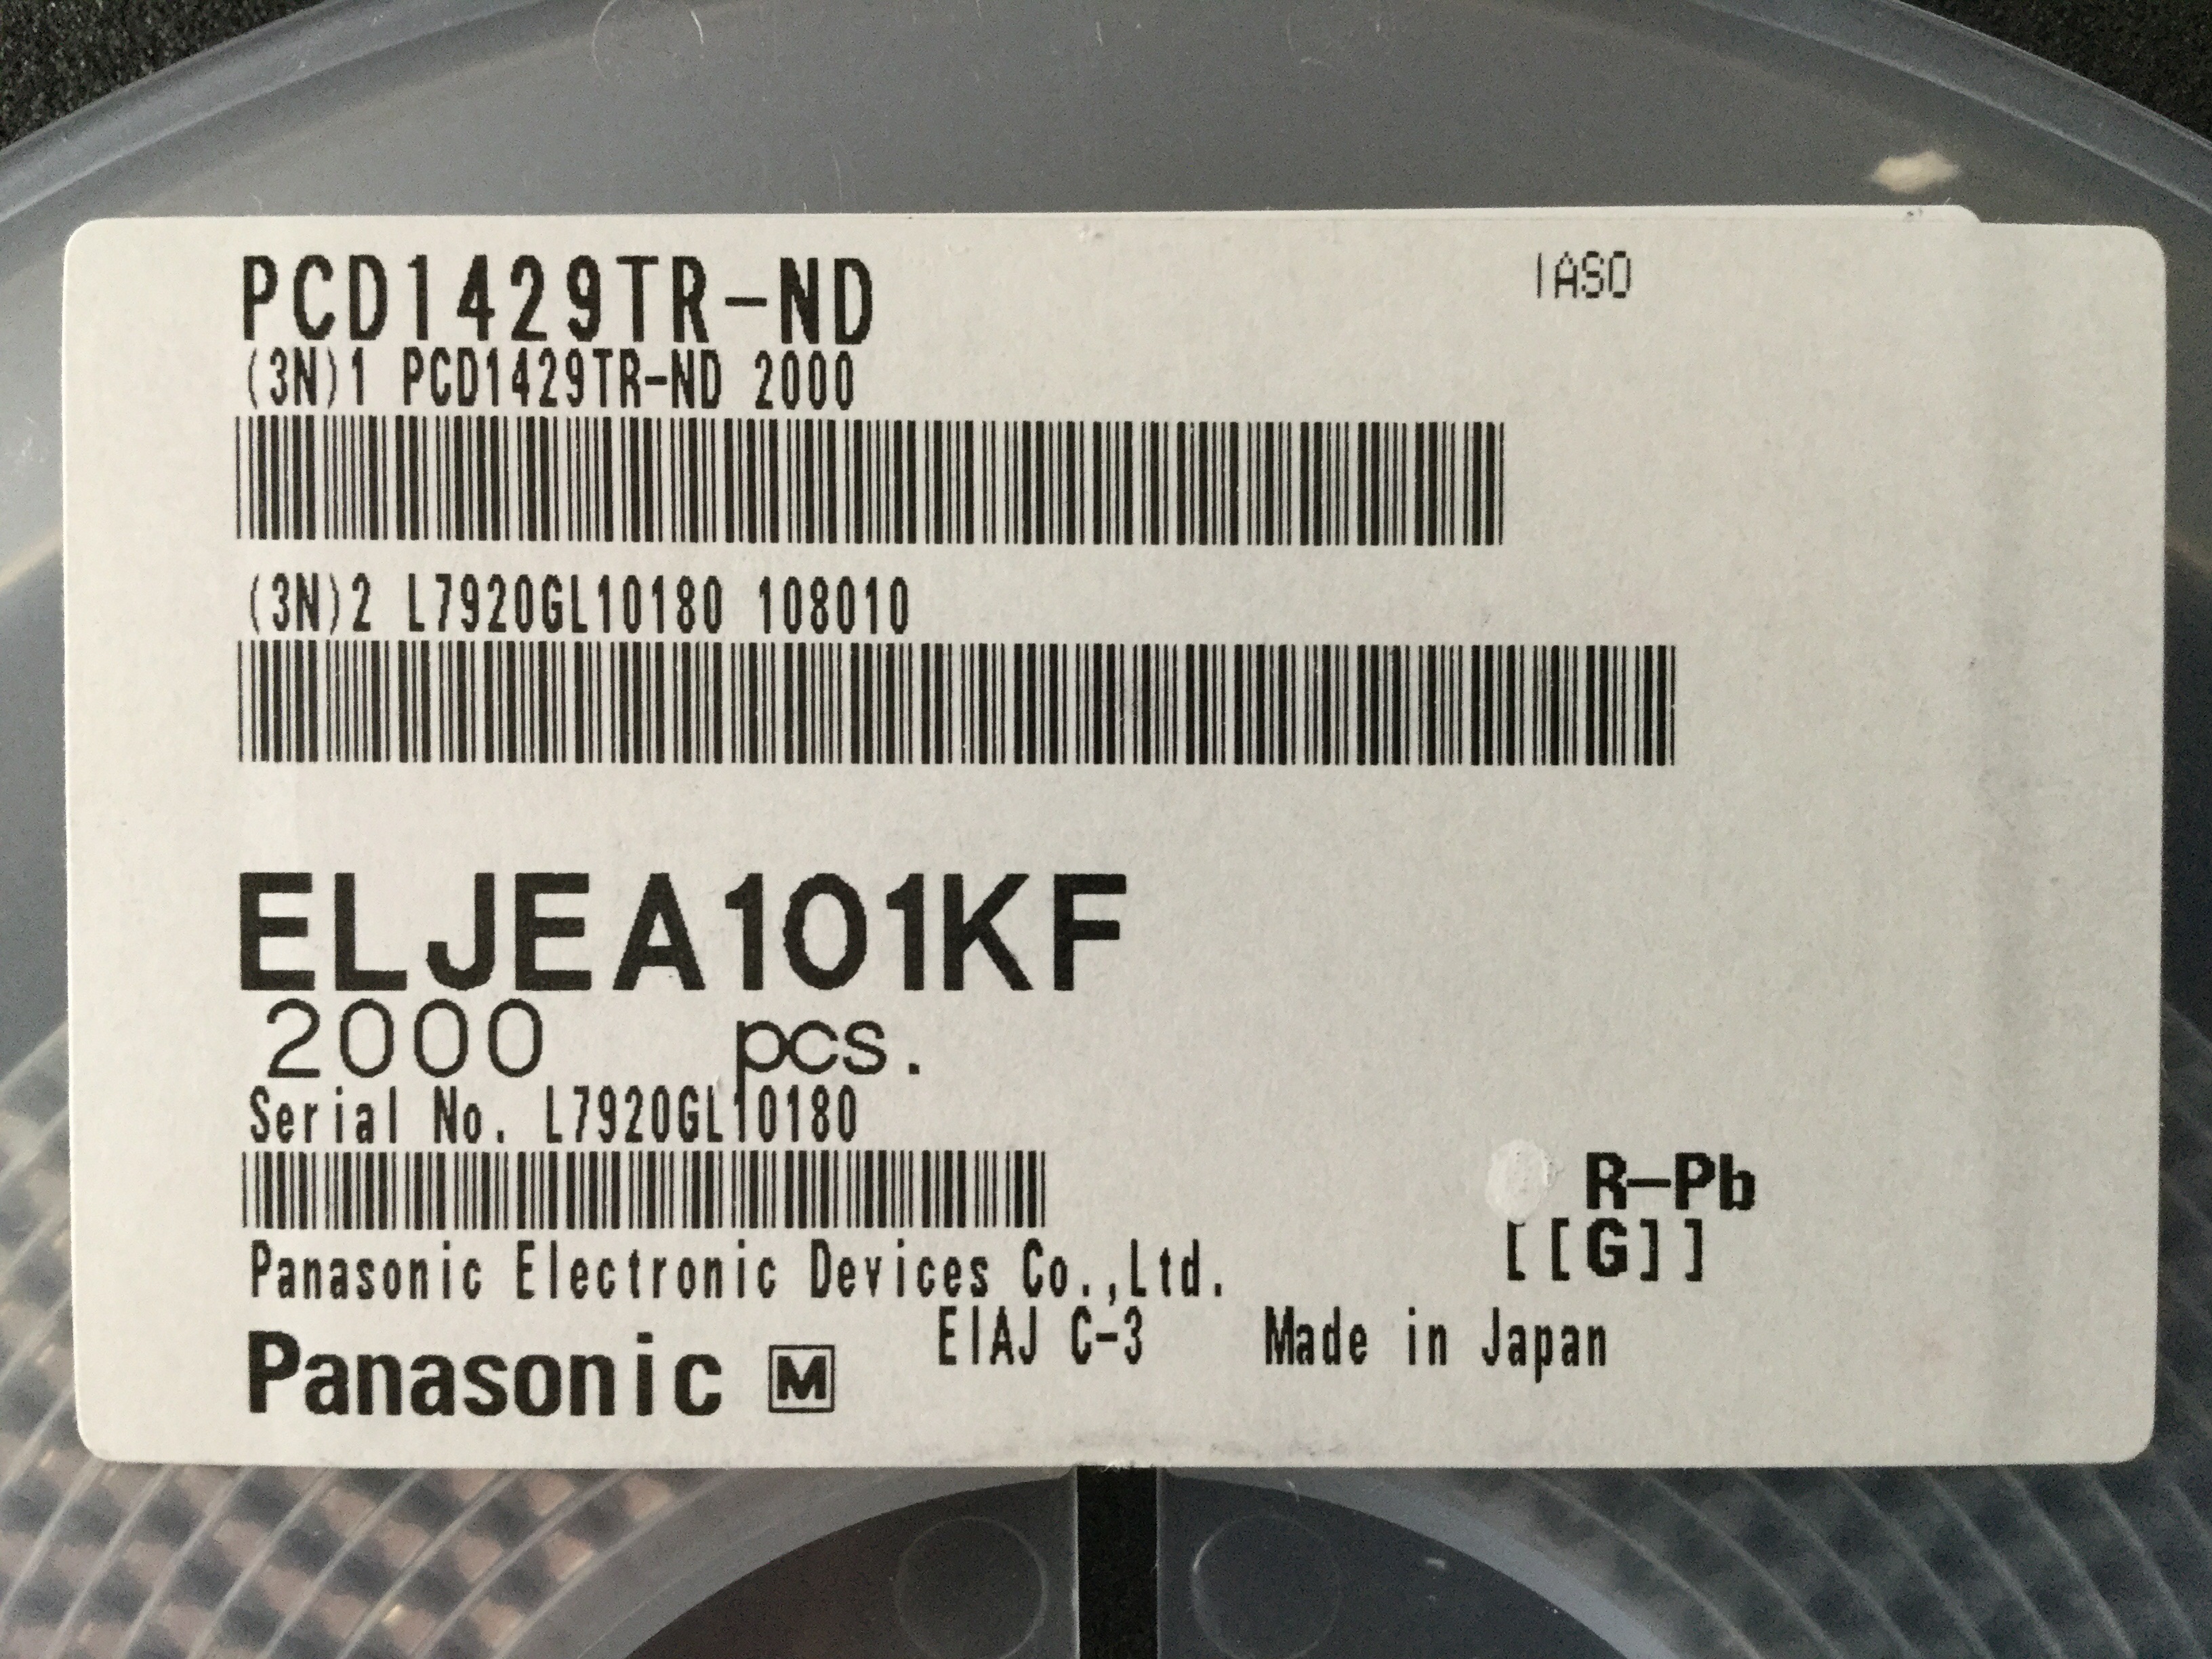 PCD1429TR-ND
IASO
(3N)1 PCD1429TR-ND 2000
(3N)2 L7920GL10180 108010
ELJEA101KF
2000 pcs.
Serial No. L7920GL10180
R-Pb
[[G]]
Panasonic Electronic Devices Co.,Ltd.
EIAJ C-3 Made in Japan
Panasonic M